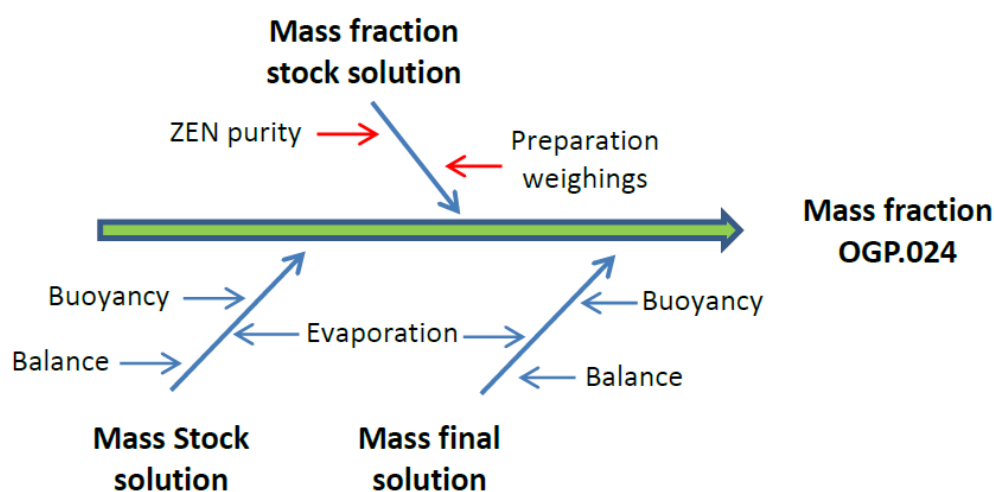 Mass fraction
stock solution
ZEN purity
Preparation
weighings
Mass fraction
OGP.024
Buoyancy
Evaporation
Buoyancy
Balance
Balance
Mass Stock
solution
Mass final
solution